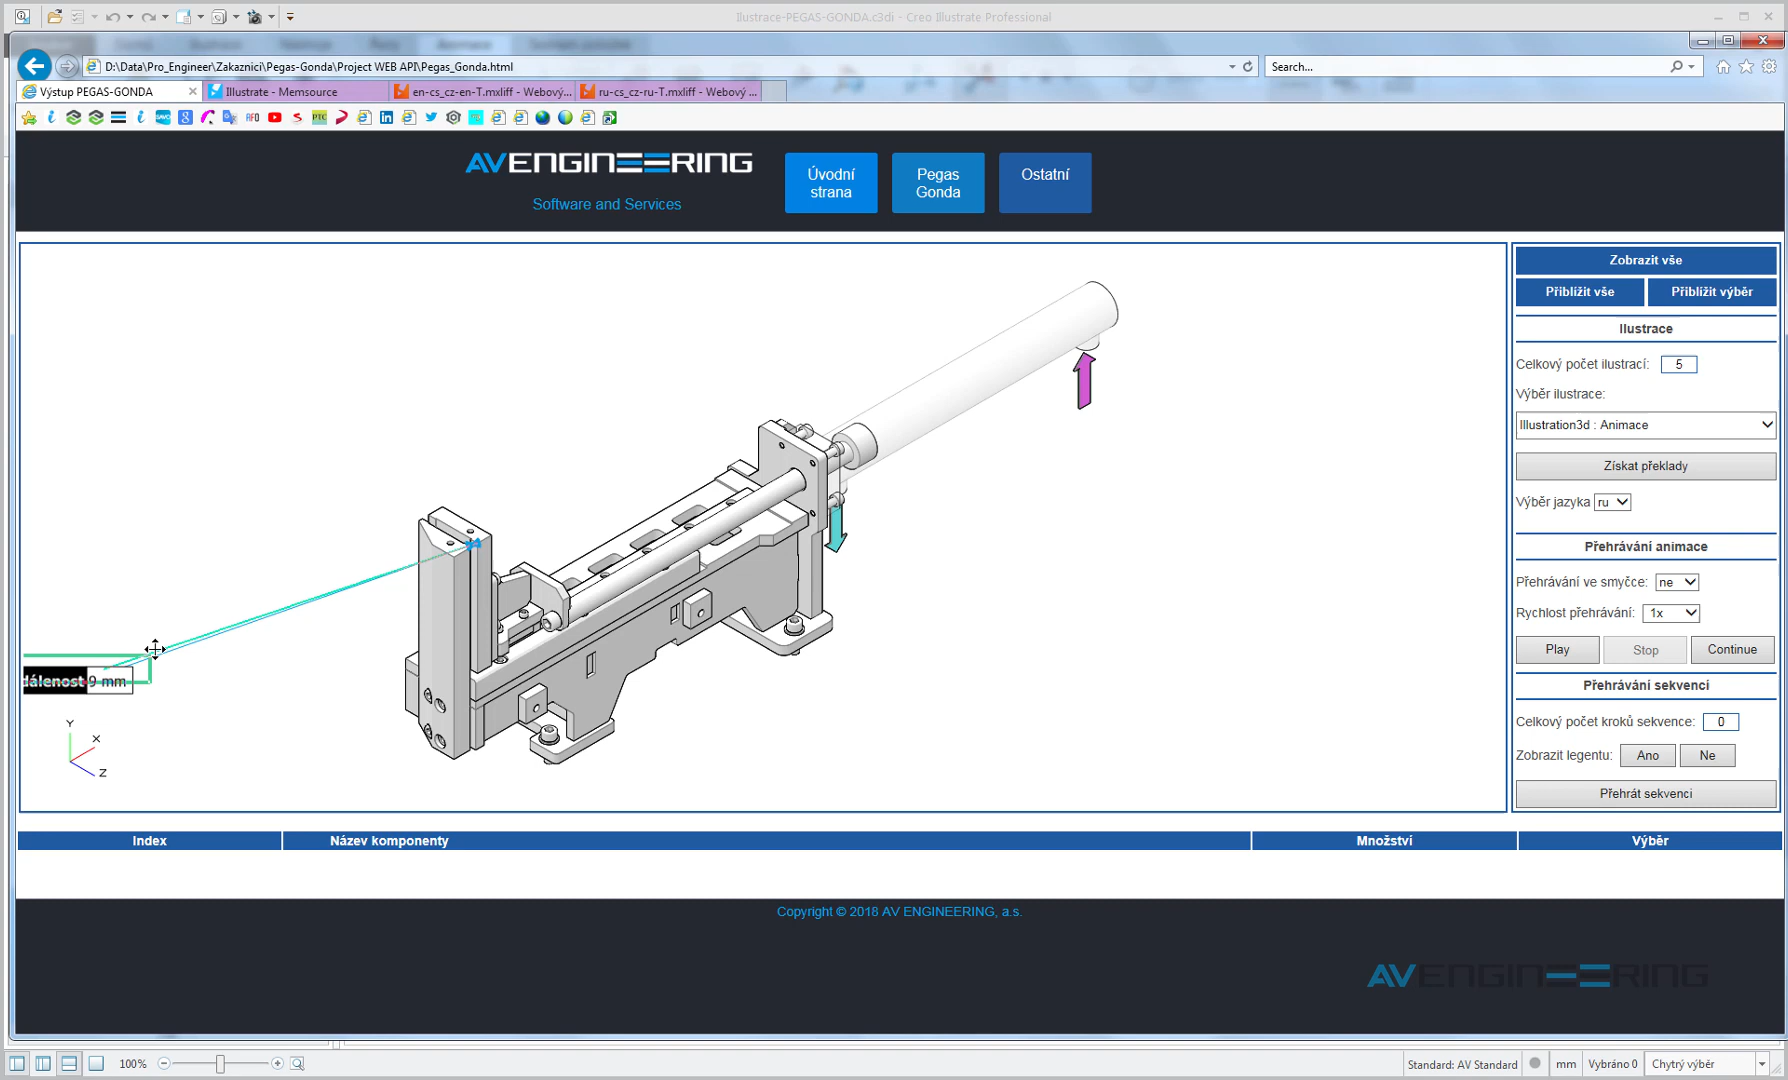 Ilustrace-PEGAS-GONDA.c3di - Creo Illustrate Professional
D:\Data\Pro_Engineer\Zakaznici\Pegas-Gonda\Project WEB API\Pegas_Gonda.html
Search...
Výstup PEGAS-GONDA
Illustrate - Memsource
en-cs_cz-en-T.mxliff - Webový...
ru-cs_cz-ru-T.mxliff - Webový ...
PTC
AVENGINEERING
Software and Services
Úvodní
strana
Pegas
Gonda
Ostatní
Zobrazit vše
Přiblížit vše
Přiblížit výběr
Ilustrace
Celkový počet ilustrací: 5
Výběr ilustrace:
Illustration3d : Animace
Získat překlady
Výběr jazyka ru
Přehrávání animace
Přehrávání ve smyčce: ne
Rychlost přehrávání: 1x
Play Stop Continue
Přehrávání sekvencí
Celkový počet kroků sekvence: 0
Zobrazit legentu: Ano Ne
Přehrát sekvenci
dálenost 9 mm
Y
X
Z
Index Název komponenty Množství Výběr
Copyright © 2018 AV ENGINEERING, a.s.
AVENGINEERING
100%
Standard: AV Standard mm Vybráno 0 Chytrý výběr